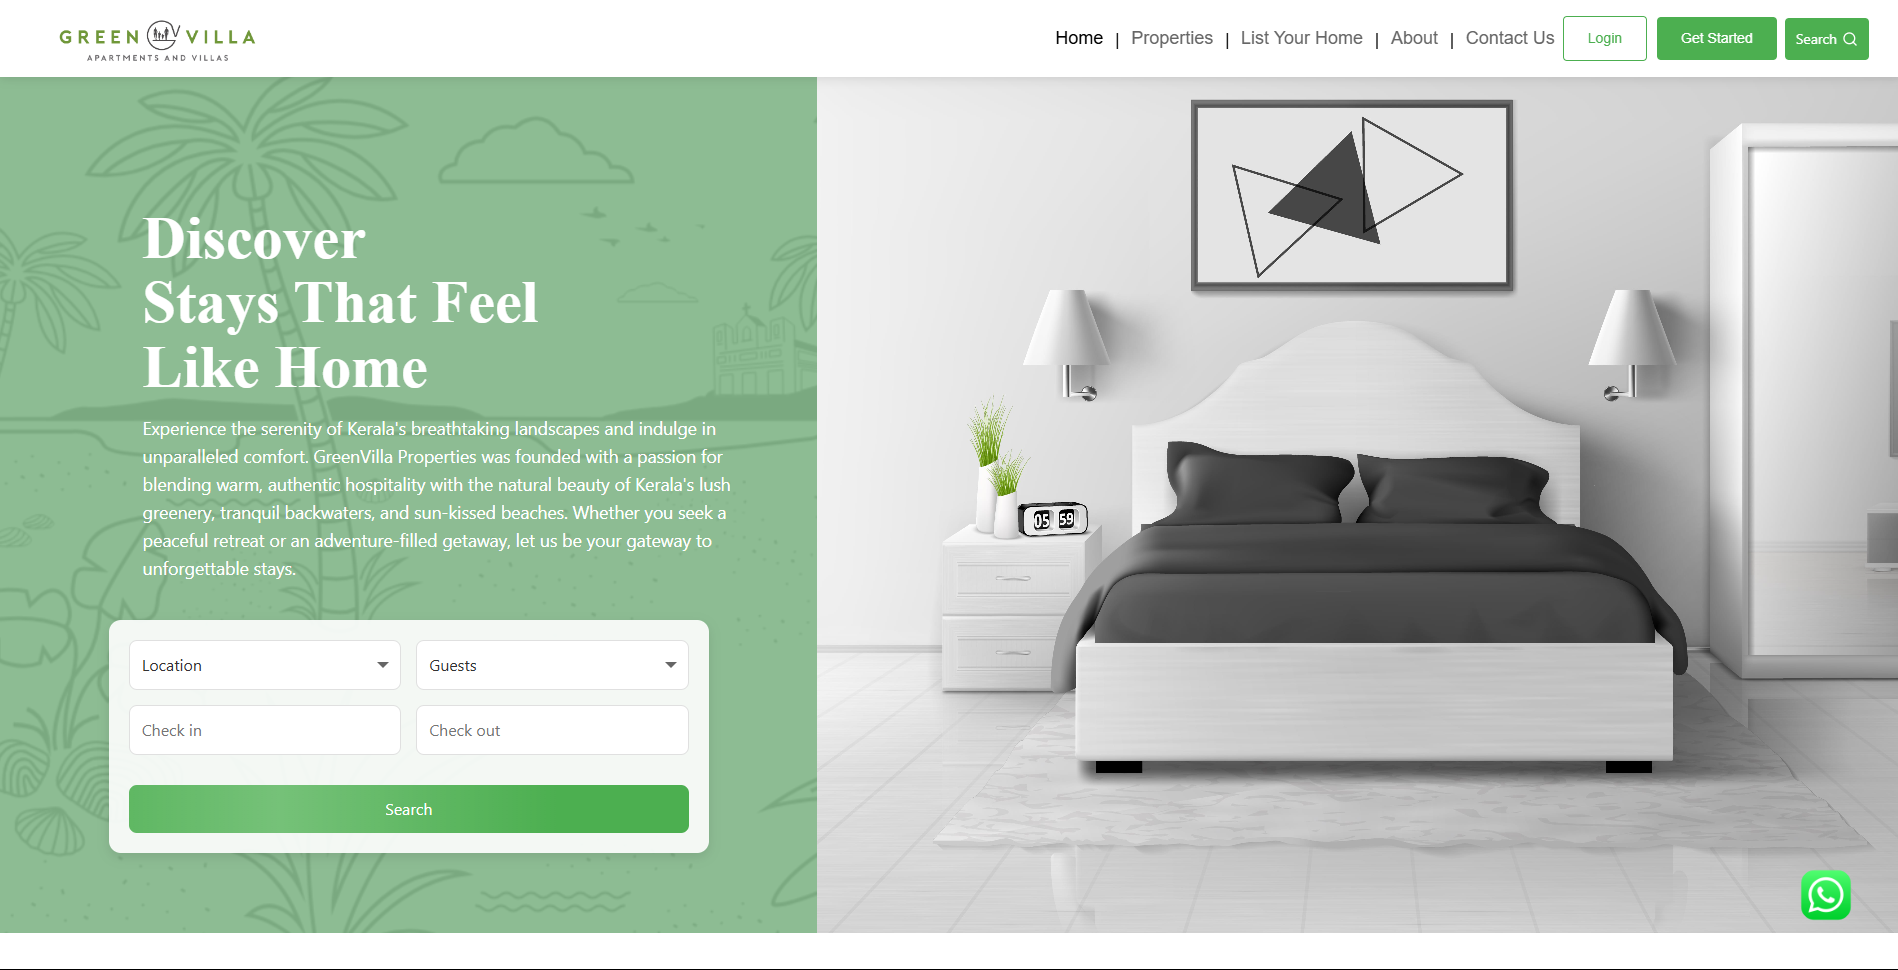 GREEN VILLA
APARTMENTS AND VILLAS
Home | Properties | List Your Home | About | Contact Us
Login
Get Started
Search
Discover
Stays That Feel
Like Home
Experience the serenity of Kerala's breathtaking landscapes and indulge in
unparalleled comfort. GreenVilla Properties was founded with a passion for
blending warm, authentic hospitality with the natural beauty of Kerala's lush
greenery, tranquil backwaters, and sun-kissed beaches. Whether you seek a
peaceful retreat or an adventure-filled getaway, let us be your gateway to
unforgettable stays.
Location
Guests
Check in
Check out
Search
05 59